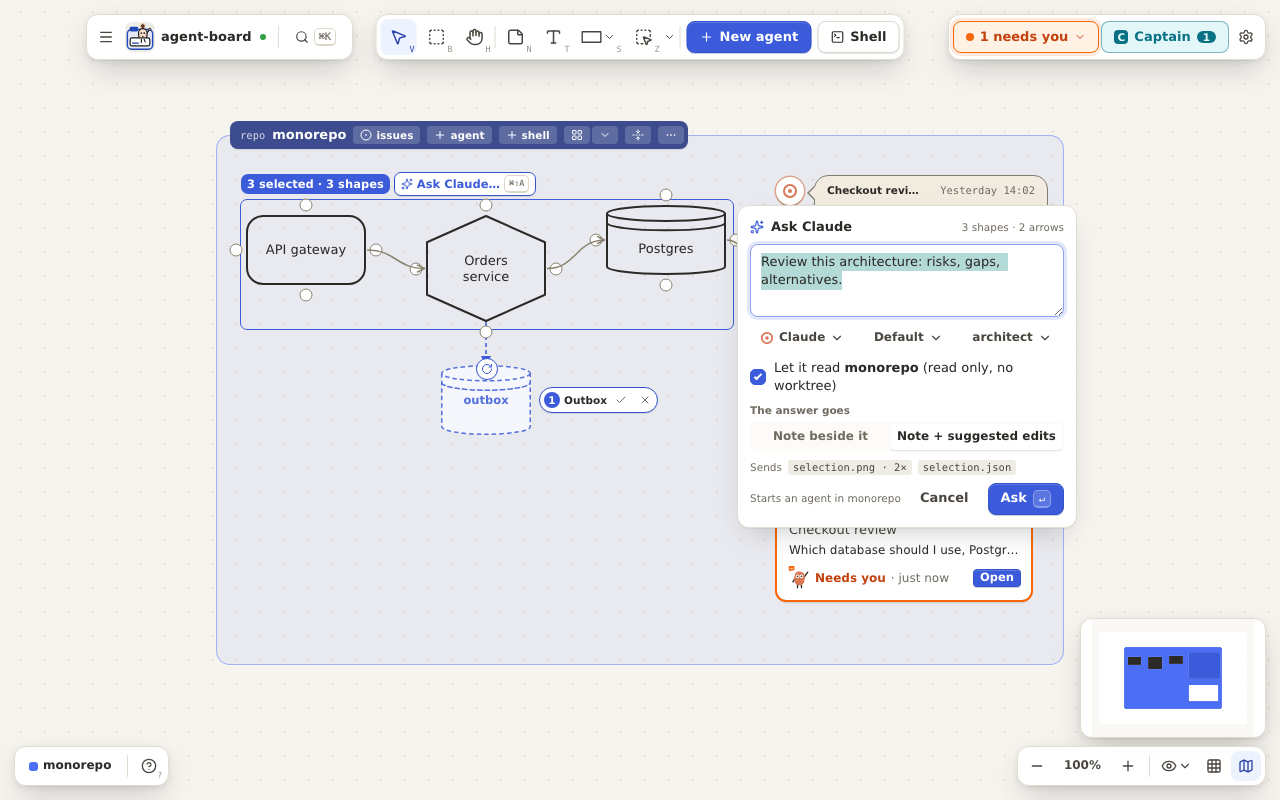 agent-board
⌘K
V
B
H
N
T
S
Z
+ New agent
Shell
1 needs you
C Captain 1
repo monorepo
issues
+ agent
+ shell
3 selected · 3 shapes
Ask Claude…
⌘⇧A
API gateway
Orders
service
Postgres
outbox
1 Outbox
Checkout revi…
Yesterday 14:02
Ask Claude
3 shapes · 2 arrows
Review this architecture: risks, gaps,
alternatives.
Claude
Default
architect
Let it read monorepo (read only, no
worktree)
The answer goes
Note beside it
Note + suggested edits
Sends selection.png · 2× selection.json
Starts an agent in monorepo
Cancel
Ask ↵
Checkout review
Which database should I use, Postgr…
Needs you · just now
Open
monorepo
?
100%